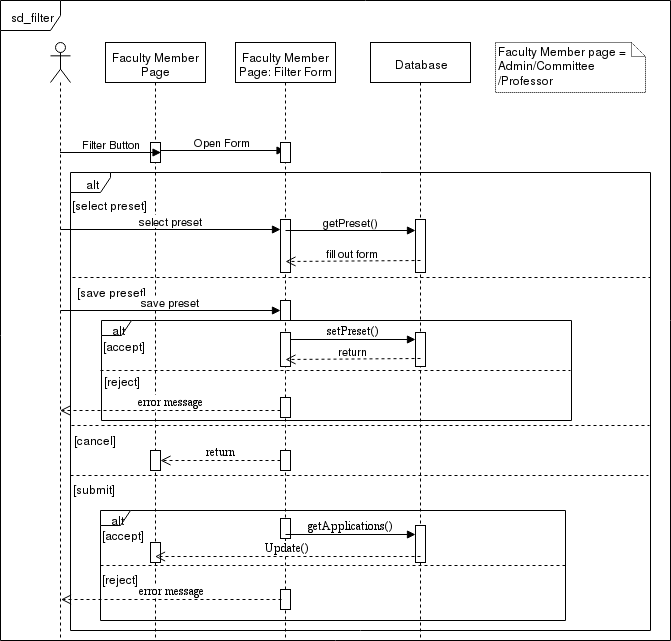 sd_filter
Faculty Member
Page
Faculty Member
Page: Filter Form
Database
Faculty Member page =
Admin/Committee
/Professor
Filter Button
Open Form
alt
[select preset]
select preset
getPreset()
fill out form
[save preset]
save preset
alt
setPreset()
[accept]
return
[reject]
error message
[cancel]
return
[submit]
alt
getApplications()
[accept]
Update()
[reject]
error message